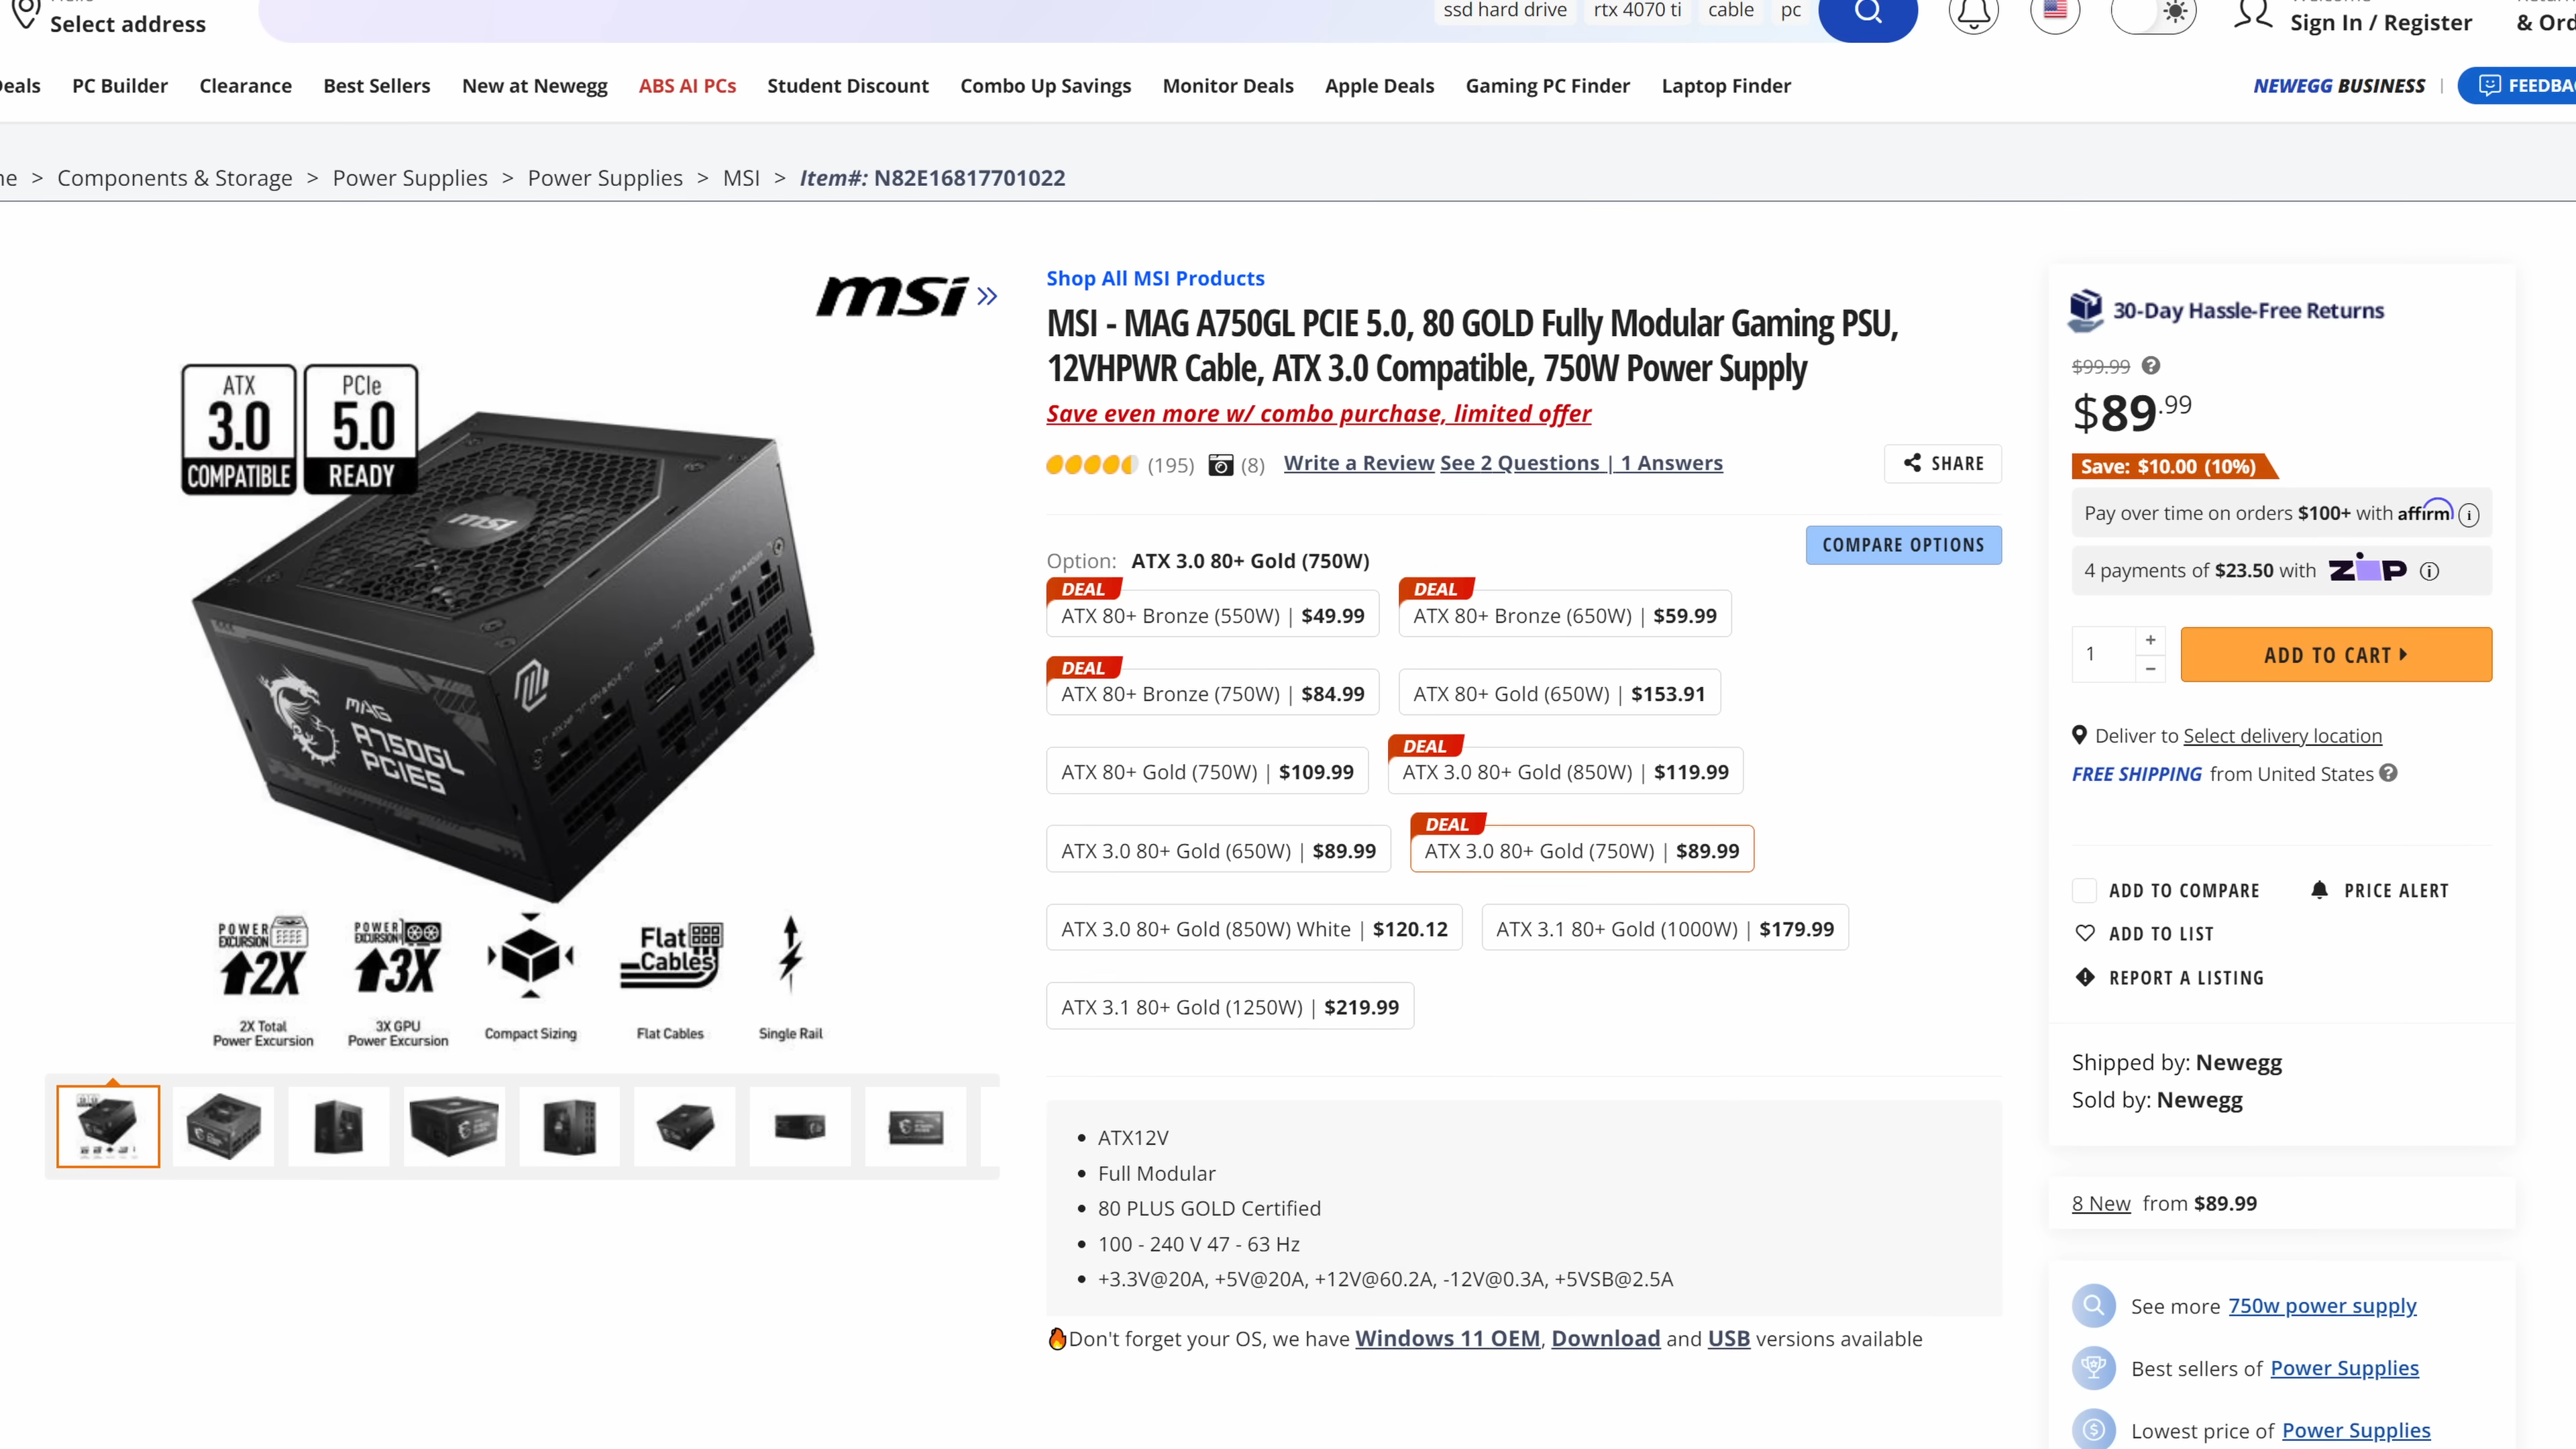 Select address
ssd hard drive
rtx 4070 ti
cable
pc
Sign In / Register
& Ord
Deals
PC Builder
Clearance
Best Sellers
New at Newegg
ABS AI PCs
Student Discount
Combo Up Savings
Monitor Deals
Apple Deals
Gaming PC Finder
Laptop Finder
NEWEGG BUSINESS |
FEEDBA
> Components & Storage > Power Supplies > Power Supplies > MSI > Item#: N82E16817701022
msi
ATX
3.0
COMPATIBLE
PCIe
5.0
READY
msi
MAG
A750GL
PCIE5
POWER
EXCURSION
2X
POWER
EXCURSION
3X
Flat
Cables
2X Total
Power Excursion
3X GPU
Power Excursion
Compact Sizing
Flat Cables
Single Rail
Shop All MSI Products
MSI - MAG A750GL PCIE 5.0, 80 GOLD Fully Modular Gaming PSU,
12VHPWR Cable, ATX 3.0 Compatible, 750W Power Supply
Save even more w/ combo purchase, limited offer
(195) (8) Write a Review See 2 Questions | 1 Answers
SHARE
COMPARE OPTIONS
Option: ATX 3.0 80+ Gold (750W)
DEAL
ATX 80+ Bronze (550W) | $49.99
DEAL
ATX 80+ Bronze (650W) | $59.99
DEAL
ATX 80+ Bronze (750W) | $84.99
ATX 80+ Gold (650W) | $153.91
ATX 80+ Gold (750W) | $109.99
DEAL
ATX 3.0 80+ Gold (850W) | $119.99
ATX 3.0 80+ Gold (650W) | $89.99
DEAL
ATX 3.0 80+ Gold (750W) | $89.99
ATX 3.0 80+ Gold (850W) White | $120.12
ATX 3.1 80+ Gold (1000W) | $179.99
ATX 3.1 80+ Gold (1250W) | $219.99
ATX12V
Full Modular
80 PLUS GOLD Certified
100 - 240 V 47 - 63 Hz
+3.3V@20A, +5V@20A, +12V@60.2A, -12V@0.3A, +5VSB@2.5A
Don't forget your OS, we have Windows 11 OEM, Download and USB versions available
30-Day Hassle-Free Returns
$99.99
$89.99
Save: $10.00 (10%)
Pay over time on orders $100+ with affirm
4 payments of $23.50 with zip
1
+
−
ADD TO CART
Deliver to Select delivery location
FREE SHIPPING from United States
ADD TO COMPARE
PRICE ALERT
ADD TO LIST
REPORT A LISTING
Shipped by: Newegg
Sold by: Newegg
8 New from $89.99
See more 750w power supply
Best sellers of Power Supplies
Lowest price of Power Supplies